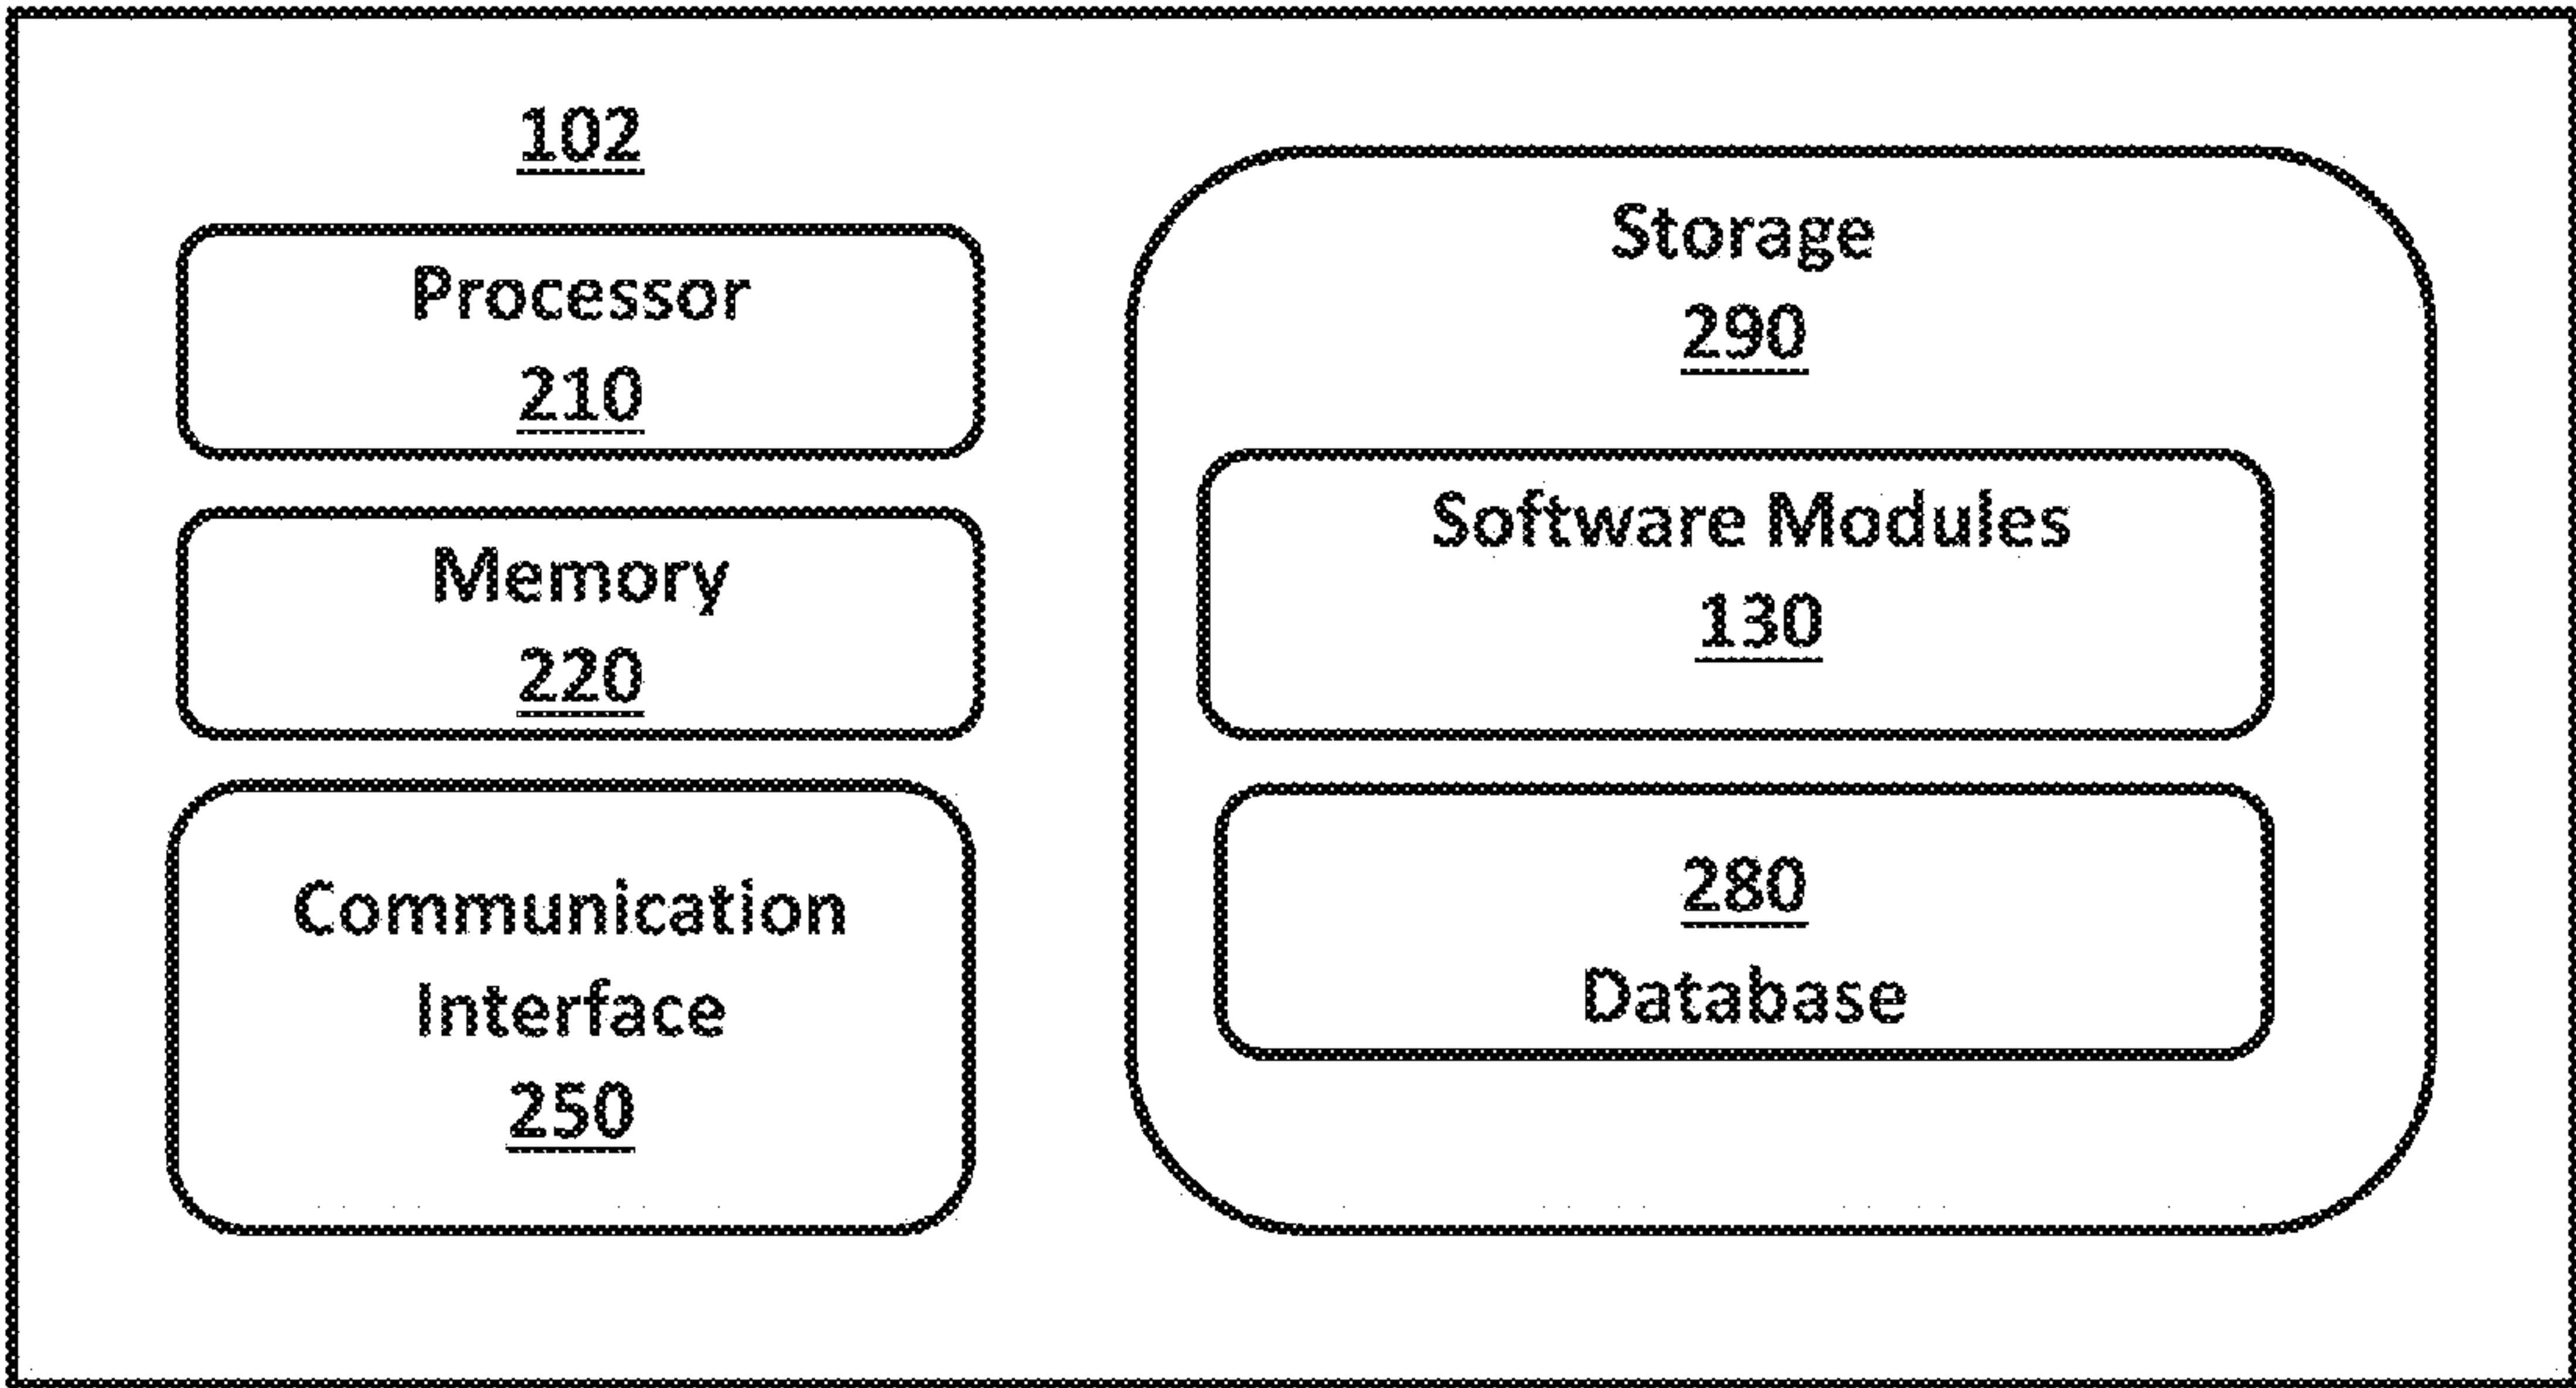 102
Processor
210
Memory
220
Communication
Interface
250
Storage
290
Software Modules
130
280
Database